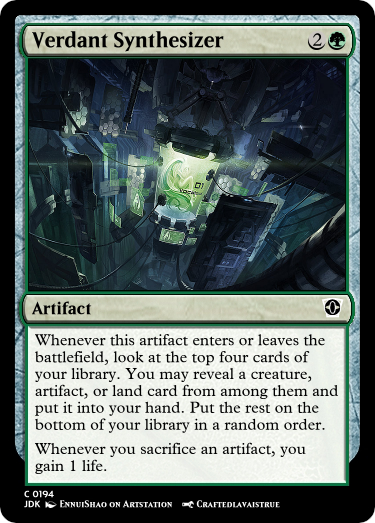 Verdant Synthesizer 2
Artifact
Whenever this artifact enters or leaves the
battlefield, look at the top four cards of
your library. You may reveal a creature,
artifact, or land card from among them and
put it into your hand. Put the rest on the
bottom of your library in a random order.
Whenever you sacrifice an artifact, you
gain 1 life.
C 0194
JDK EnnuiShao on Artstation Craftedlavaistrue